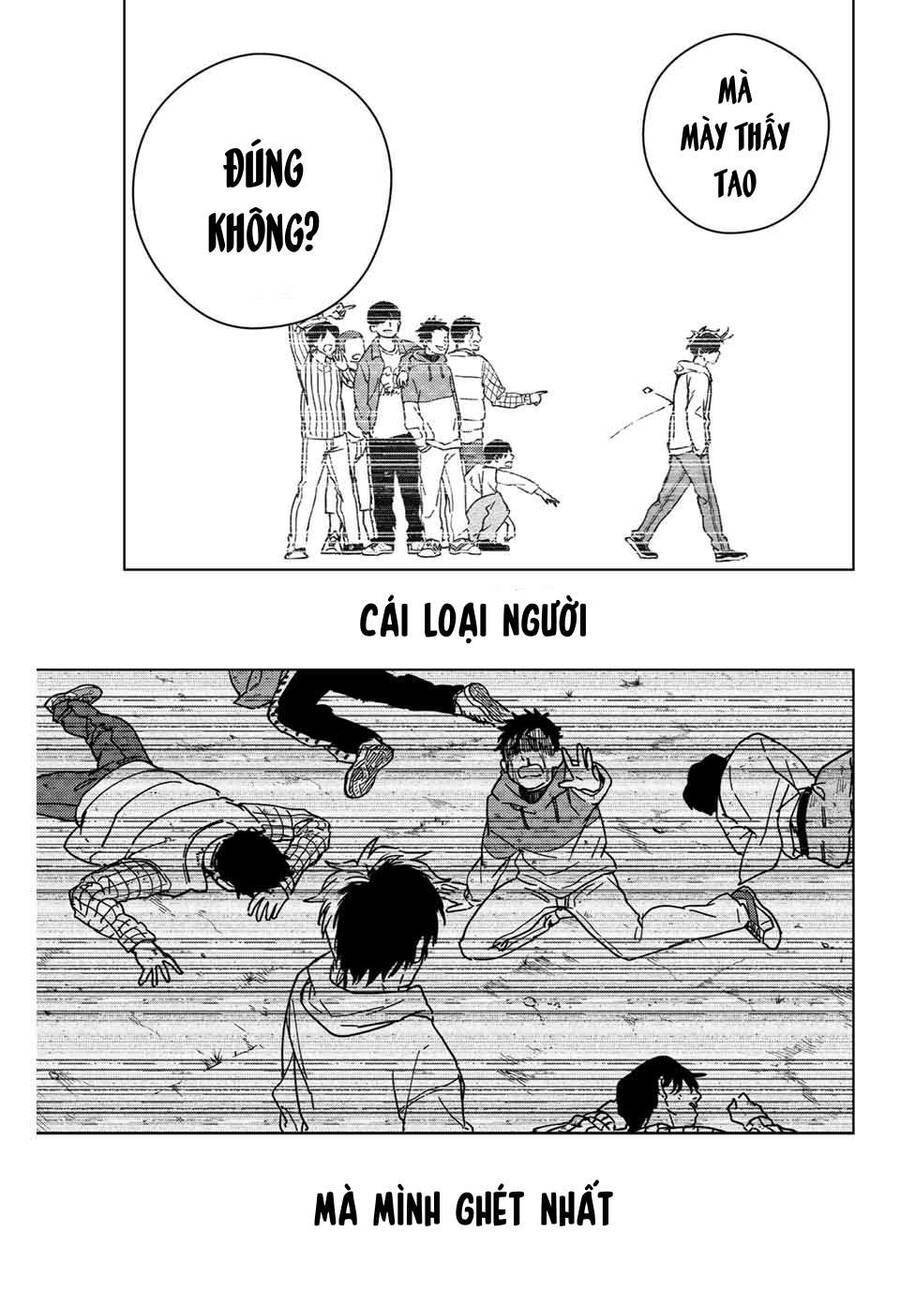 MÀ
MÀY THẤY
TAO
ĐÚNG
KHÔNG?
CÁI LOẠI NGƯỜI
MÀ MÌNH GHÉT NHẤT